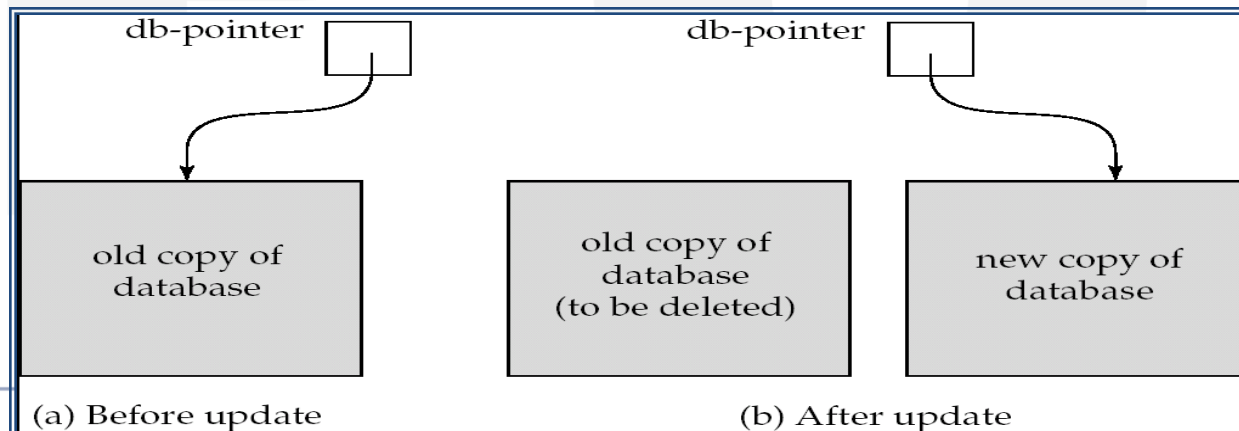 db-pointer
db-pointer
old copy of
database
old copy of
database
(to be deleted)
new copy of
database
(a) Before update
(b) After update